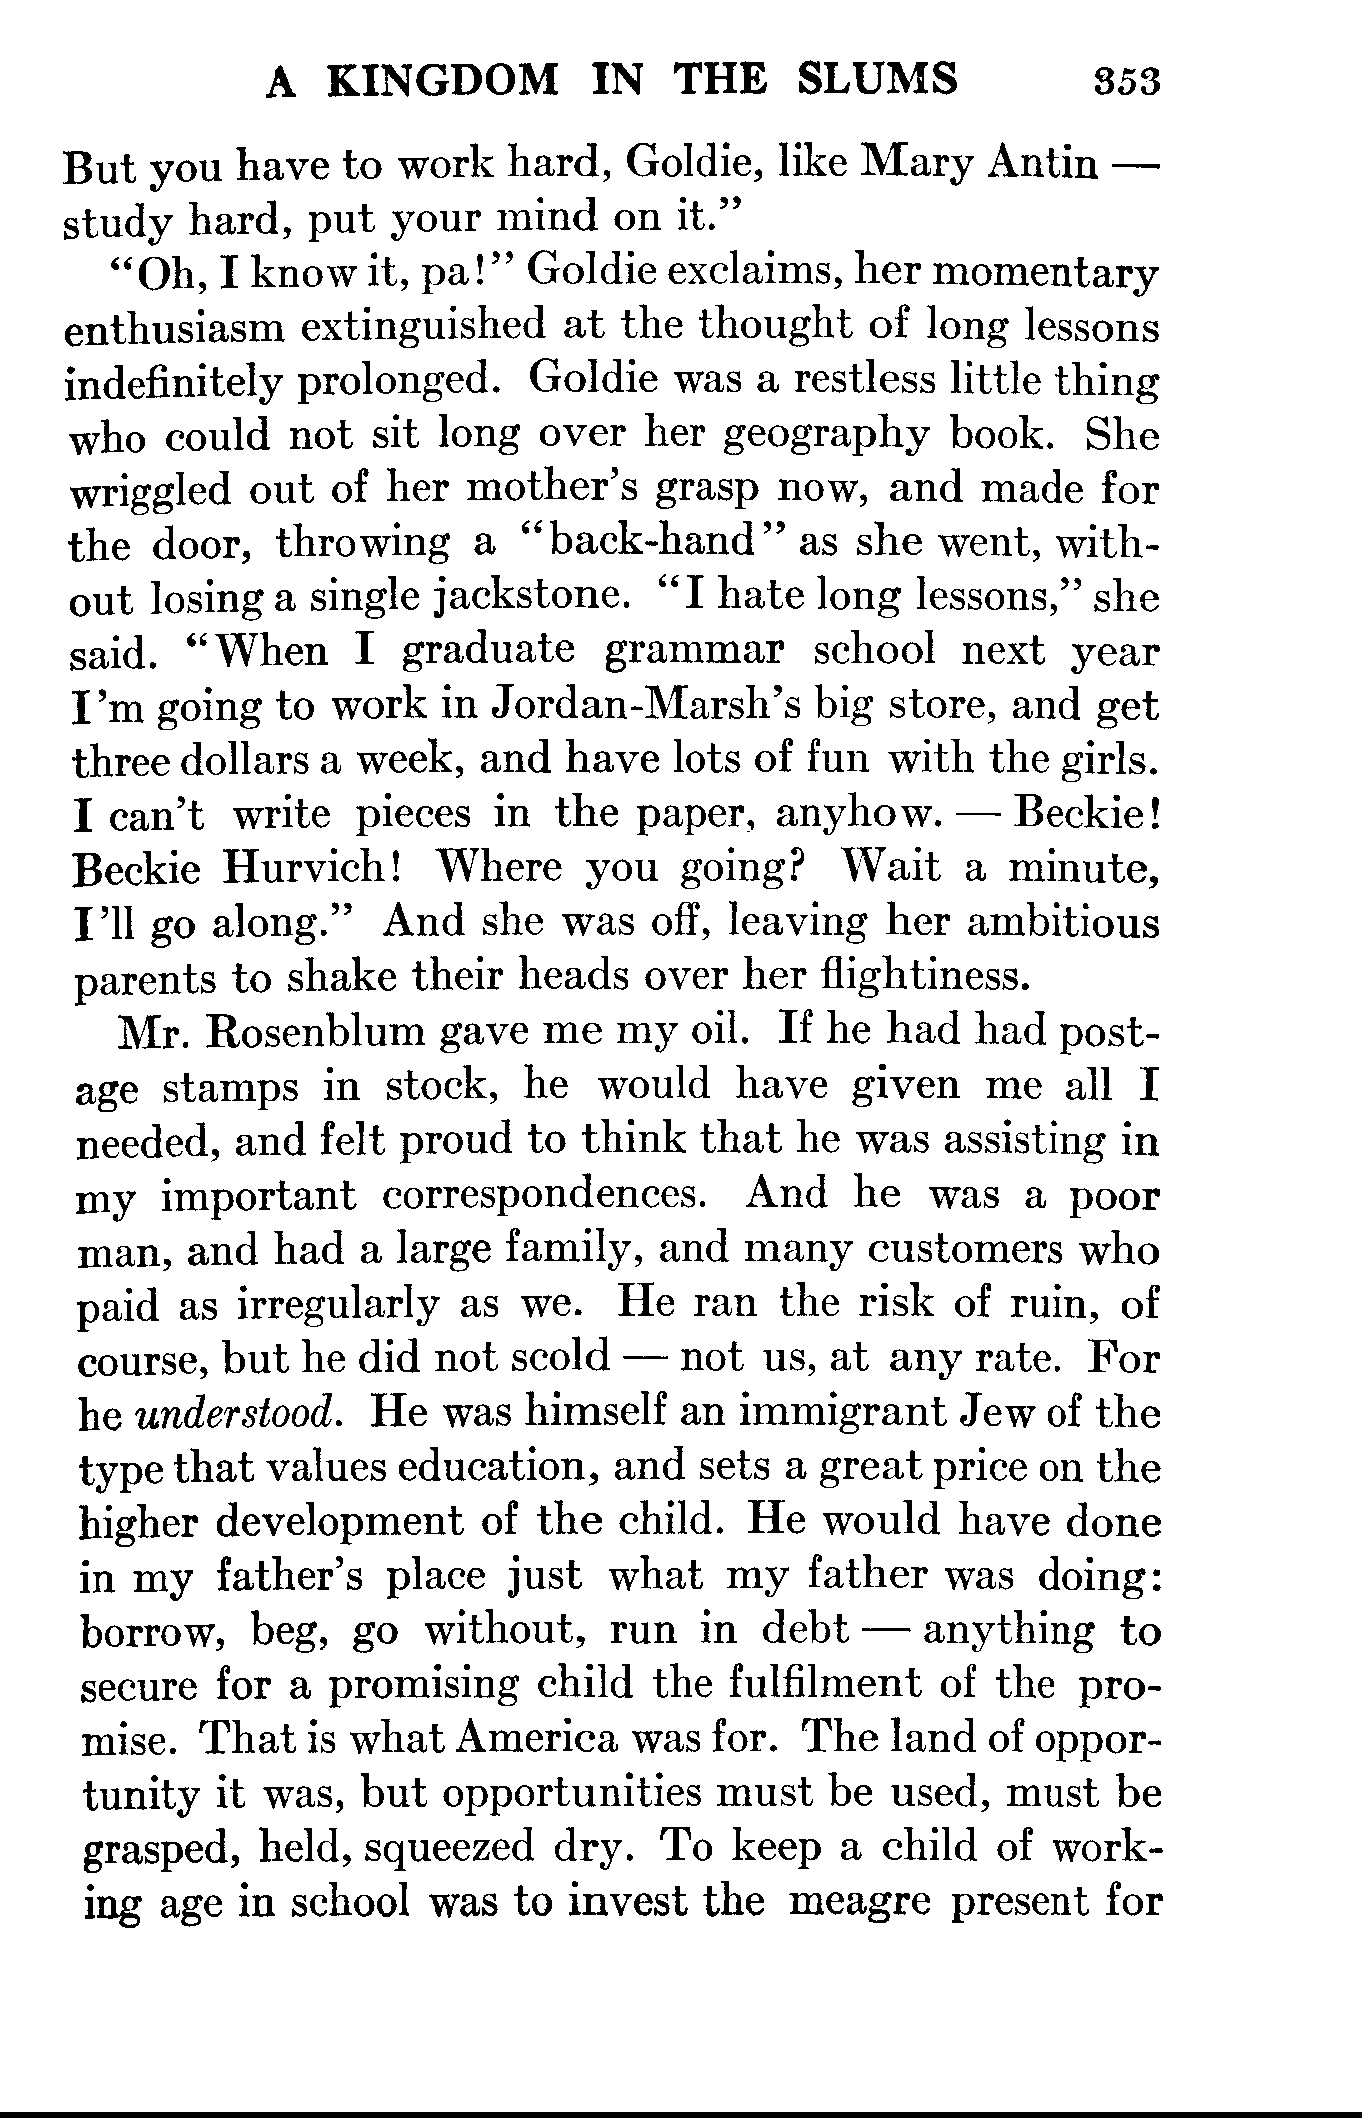 A KINGDOM IN THE SLUMS 353
But you have to work hard, Goldie, like Mary Antin —
study hard, put your mind on it.”
“Oh, I know it, pa!” Goldie exclaims, her momentary
enthusiasm extinguished at the thought of long lessons
indefinitely prolonged. Goldie was a restless little thing
who could not sit long over her geography book. She
wriggled out of her mother’s grasp now, and made for
the door, throwing a “back-hand” as she went, with-
out losing a single jackstone. “I hate long lessons,” she
said. “When I graduate grammar school next year
I’m going to work in Jordan-Marsh’s big store, and get
three dollars a week, and have lots of fun with the girls.
I can’t write pieces in the paper, anyhow. — Beckie!
Beckie Hurvich! Where you going? Wait a minute,
I’ll go along.” And she was off, leaving her ambitious
parents to shake their heads over her flightiness.
Mr. Rosenblum gave me my oil. If he had had post-
age stamps in stock, he would have given me all I
needed, and felt proud to think that he was assisting in
my important correspondences. And he was a poor
man, and had a large family, and many customers who
paid as irregularly as we. He ran the risk of ruin, of
course, but he did not scold — not us, at any rate. For
he understood. He was himself an immigrant Jew of the
type that values education, and sets a great price on the
higher development of the child. He would have done
in my father’s place just what my father was doing:
borrow, beg, go without, run in debt — anything to
secure for a promising child the fulfilment of the pro-
mise. That is what America was for. The land of oppor-
tunity it was, but opportunities must be used, must be
grasped, held, squeezed dry. To keep a child of work-
ing age in school was to invest the meagre present for